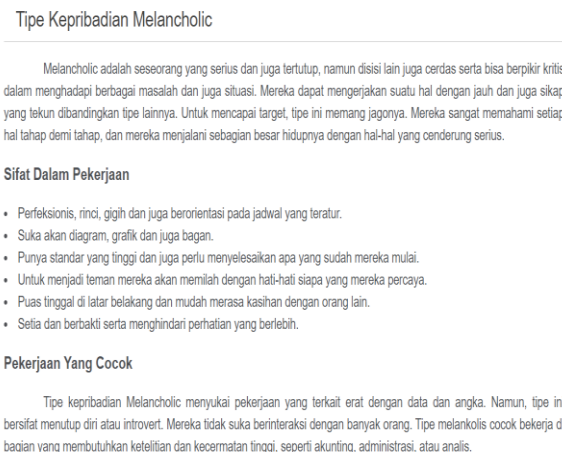 Tipe Kepribadian Melancholic
Melancholic adalah seseorang yang serius dan juga tertutup, namun disisi lain juga cerdas serta bisa berpikir kritis
dalam menghadapi berbagai masalah dan juga situasi. Mereka dapat mengerjakan suatu hal dengan jauh dan juga sikap
yang tekun dibandingkan tipe lainnya. Untuk mencapai target, tipe ini memang jagonya. Mereka sangat memahami setiap
hal tahap demi tahap, dan mereka menjalani sebagian besar hidupnya dengan hal-hal yang cenderung serius.
Sifat Dalam Pekerjaan
• Perfeksionis, rinci, gigih dan juga berorientasi pada jadwal yang teratur.
• Suka akan diagram, grafik dan juga bagan.
• Punya standar yang tinggi dan juga perlu menyelesaikan apa yang sudah mereka mulai.
• Untuk menjadi teman mereka akan memilah dengan hati-hati siapa yang mereka percaya.
• Puas tinggal di latar belakang dan mudah merasa kasihan dengan orang lain.
• Setia dan berbakti serta menghindari perhatian yang berlebih.
Pekerjaan Yang Cocok
Tipe kepribadian Melancholic menyukai pekerjaan yang terkait erat dengan data dan angka. Namun, tipe in
bersifat menutup diri atau introvert. Mereka tidak suka berinteraksi dengan banyak orang. Tipe melankolis cocok bekerja d
bagian yang membutuhkan ketelitian dan kecermatan tinggi, seperti akunting, administrasi, atau analis.